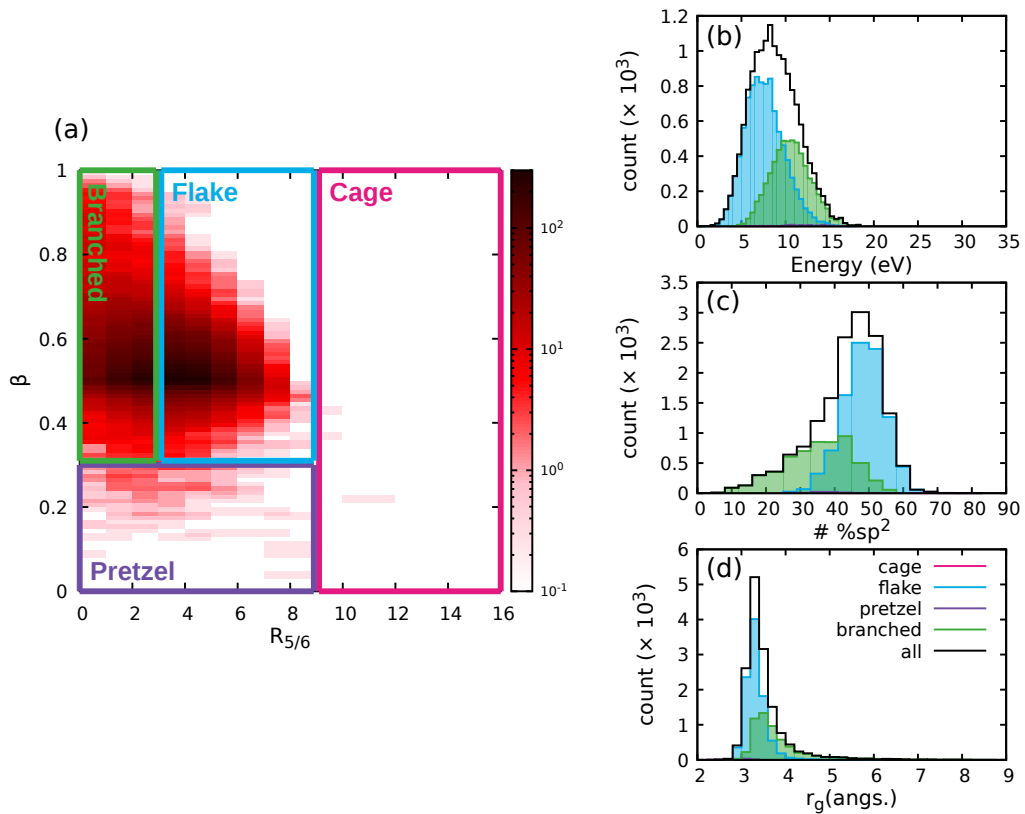 (a)
Branched
Flake
Cage
Pretzel
1
0.8
0.6
0.4
0.2
0
β
0 2 4 6 8 10 12 14 16
R5/6
10²
10¹
10⁰
10⁻¹
(b)
1.2
1
0.8
0.6
0.4
0.2
0
count (× 10³)
0 5 10 15 20 25 30 35
Energy (eV)
(c)
3.5
3
2.5
2
1.5
1
0.5
0
count (× 10³)
0 10 20 30 40 50 60 70 80 90
# %sp²
(d)
6
5
4
3
2
1
0
count (× 10³)
cage
flake
pretzel
branched
all
2 3 4 5 6 7 8 9
rg(angs.)